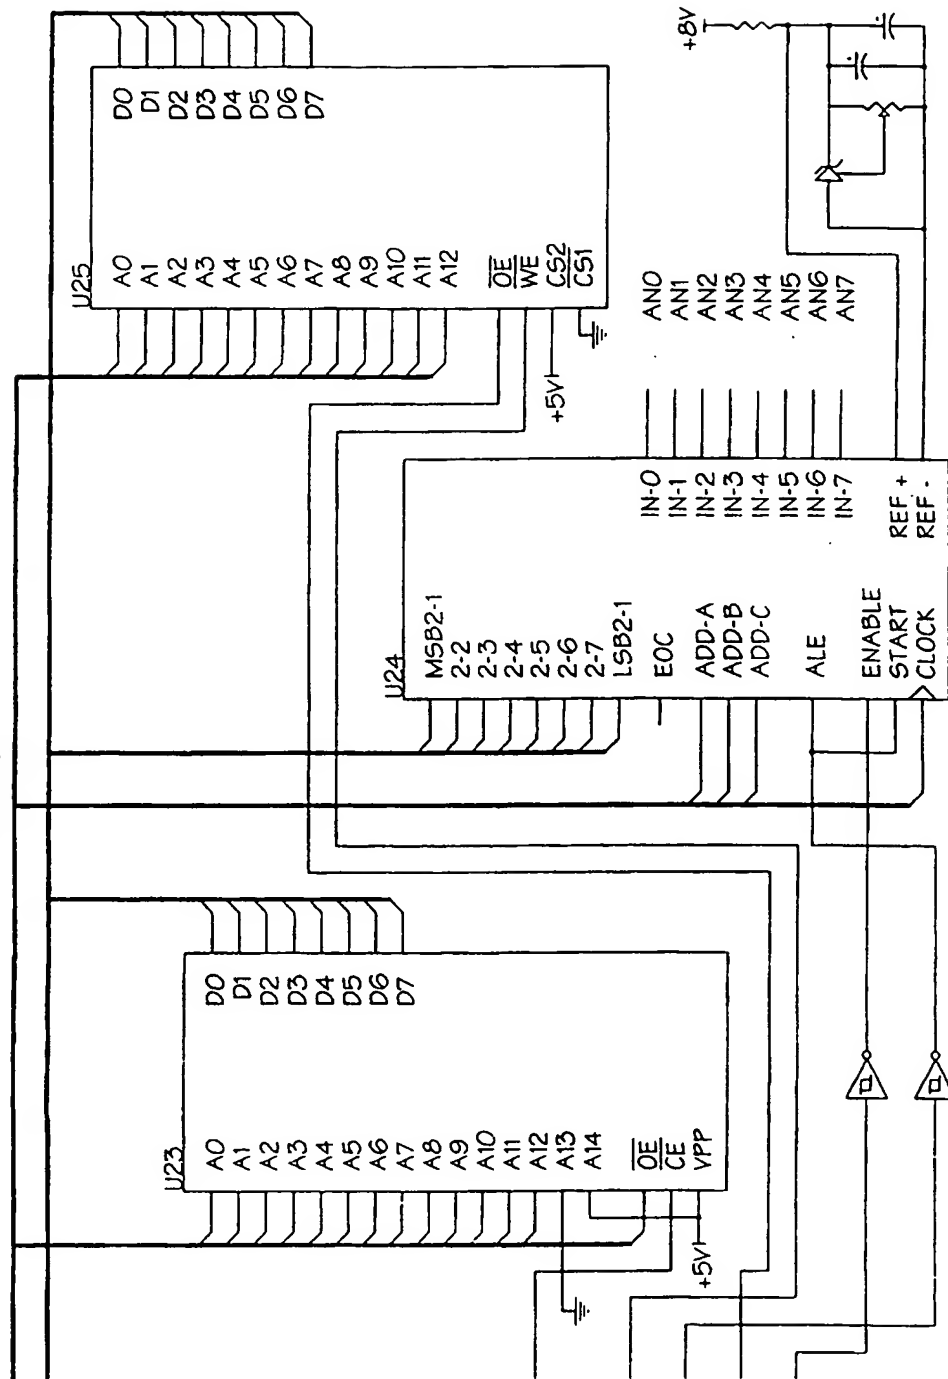 U25
A0
A1
A2
A3
A4
A5
A6
A7
A8
A9
A10
A11
A12
OE
WE
CS2
CS1
D0
D1
D2
D3
D4
D5
D6
D7
+5V
+8V
U24
MSB2-1
2-2
2-3
2-4
2-5
2-6
2-7
LSB2-1
EOC
ADD-A
ADD-B
ADD-C
ALE
ENABLE
START
CLOCK
IN-0
IN-1
IN-2
IN-3
IN-4
IN-5
IN-6
IN-7
REF +
REF -
AN0
AN1
AN2
AN3
AN4
AN5
AN6
AN7
U23
A0
A1
A2
A3
A4
A5
A6
A7
A8
A9
A10
A11
A12
A13
A14
OE
CE
VPP
D0
D1
D2
D3
D4
D5
D6
D7
+5V